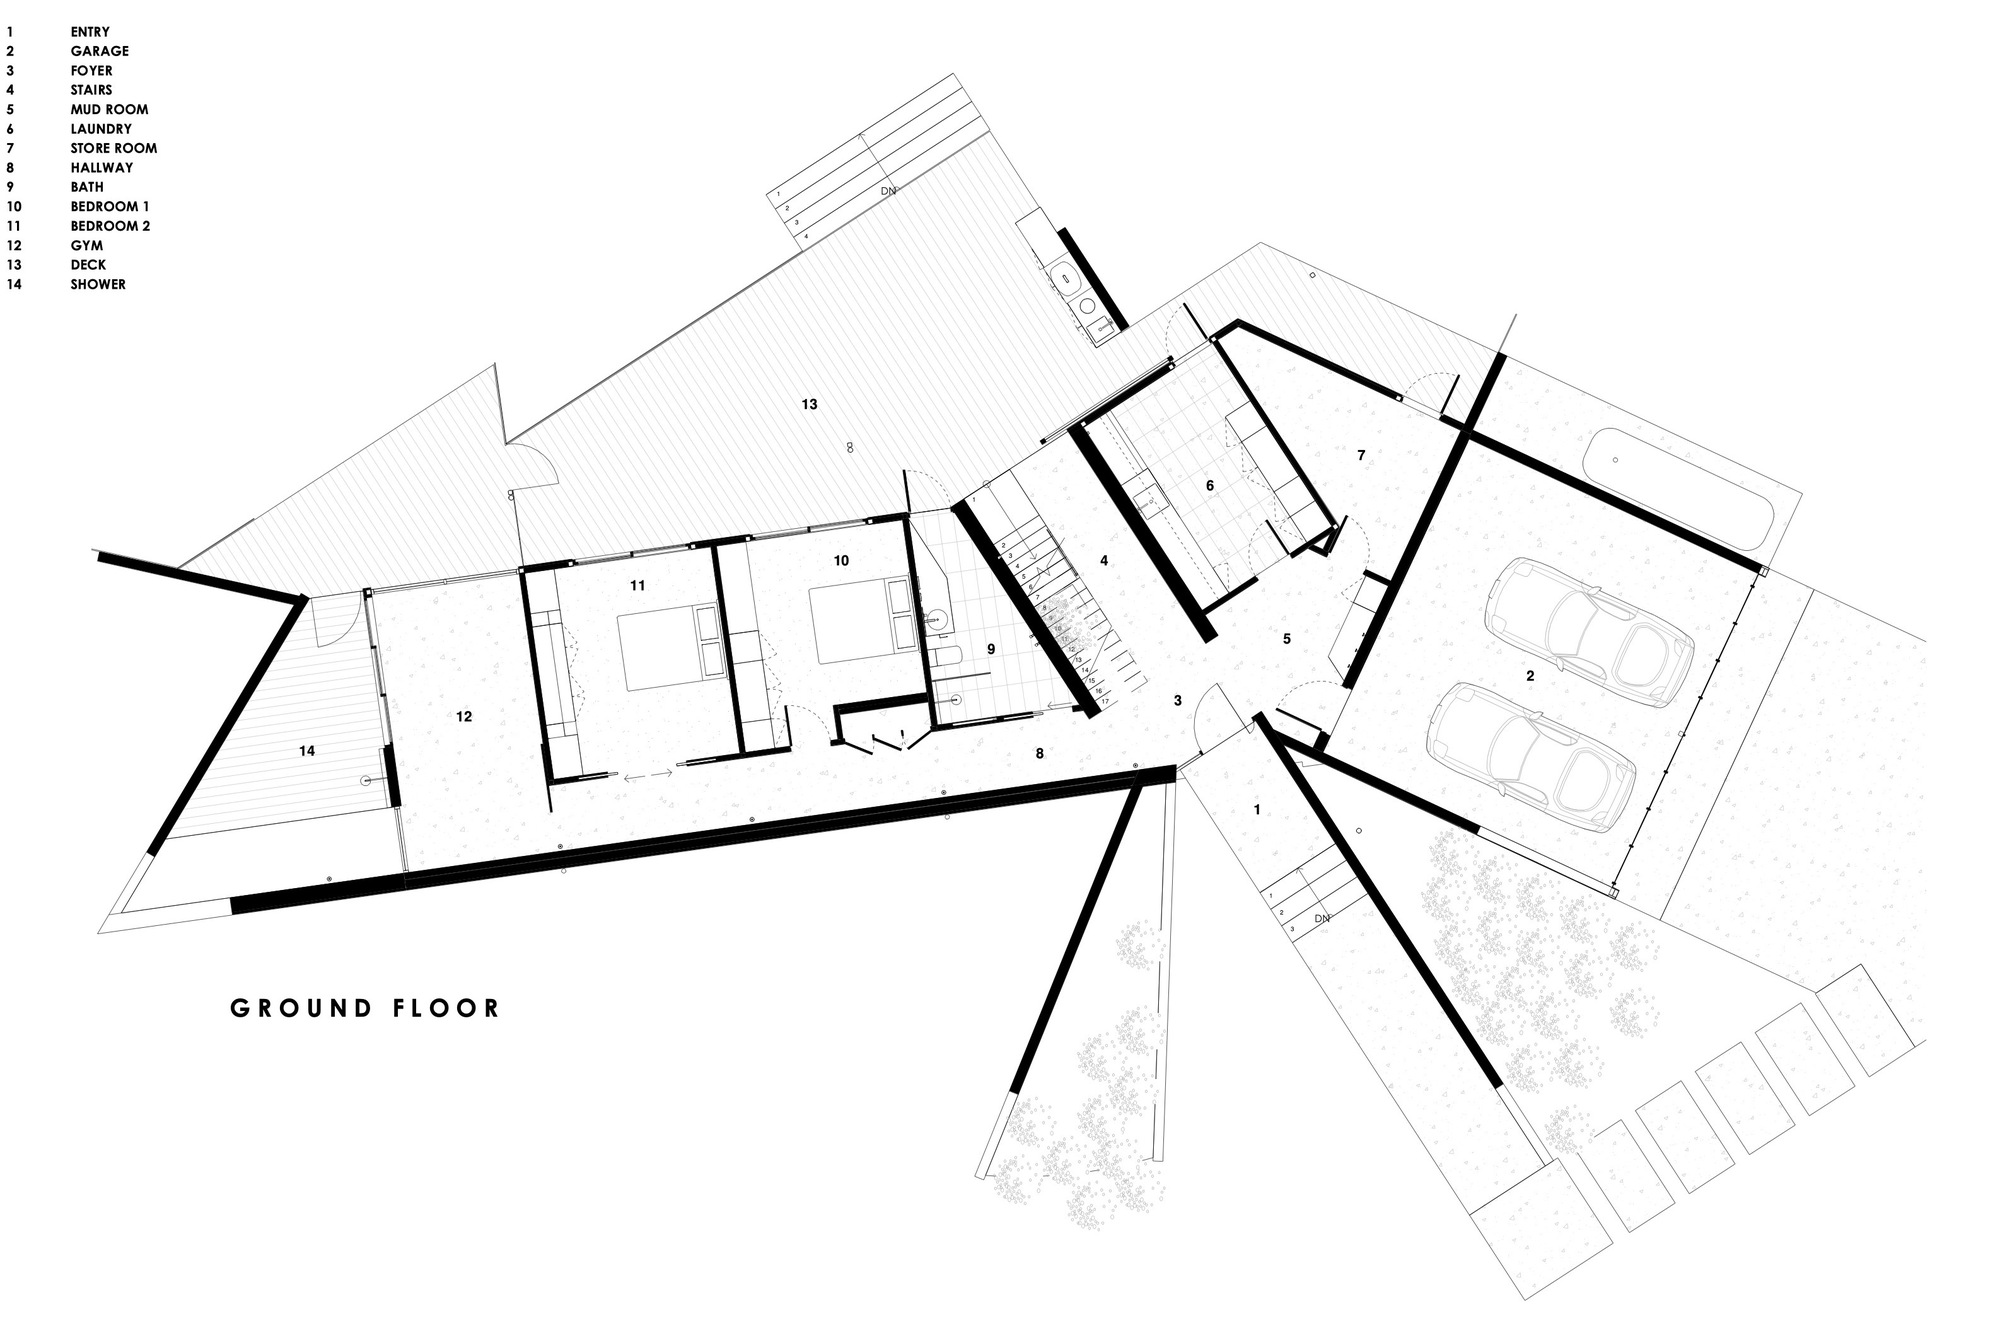 1 ENTRY
2 GARAGE
3 FOYER
4 STAIRS
5 MUD ROOM
6 LAUNDRY
7 STORE ROOM
8 HALLWAY
9 BATH
10 BEDROOM 1
11 BEDROOM 2
12 GYM
13 DECK
14 SHOWER
1
2
3
4
DN
13
7
6
4
10
11
5
9
2
3
12
14
8
1
1
2
3
4
5
6
7
8
9
10
11
12
13
14
15
16
17
1
2
3
DN
GROUND FLOOR